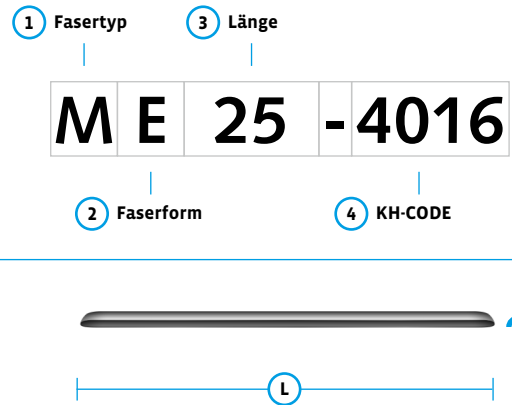 1 Fasertyp 3 Länge
M E 25 - 4016
2 Faserform 4 KH-CODE
L